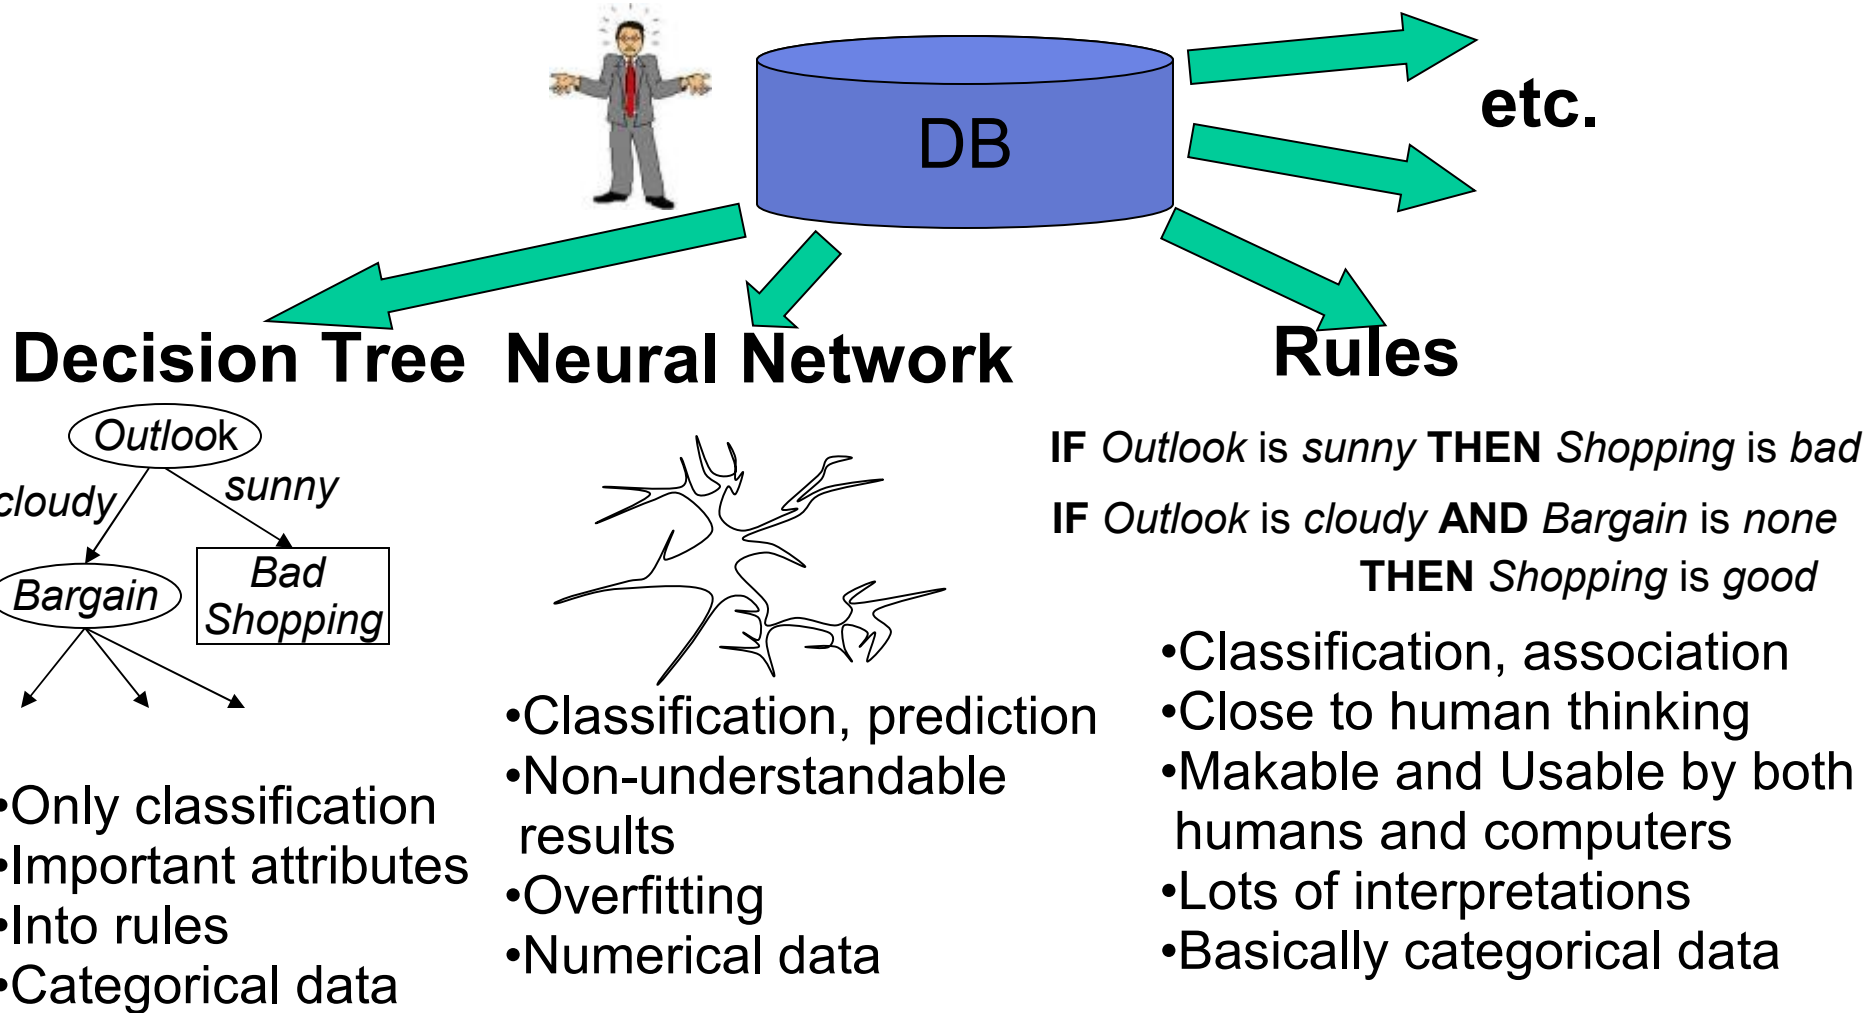 DB
etc.
Decision Tree
Outlook
cloudy
sunny
Bargain
Bad
Shopping
•Only classification
•Important attributes
•Into rules
•Categorical data
Neural Network
•Classification, prediction
•Non-understandable
results
•Overfitting
•Numerical data
Rules
IF Outlook is sunny THEN Shopping is bad
IF Outlook is cloudy AND Bargain is none
THEN Shopping is good
•Classification, association
•Close to human thinking
•Makable and Usable by both
humans and computers
•Lots of interpretations
•Basically categorical data